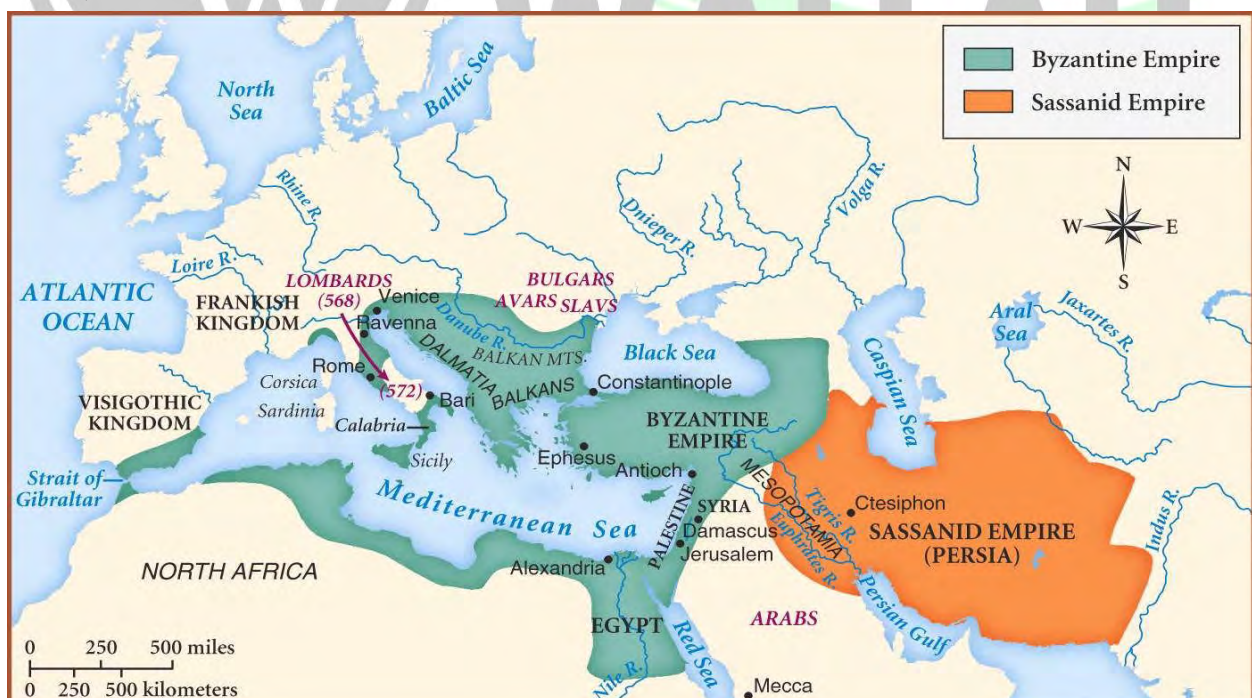 Byzantine Empire
Sassanid Empire
N
W
E
S
North
Sea
Baltic Sea
Rhine R.
Loire R.
Dnieper R.
Volga R.
ATLANTIC
OCEAN
FRANKISH
KINGDOM
LOMBARDS
(568)
BULGARS
AVARS
SLAVS
Venice
Ravenna
Danube R.
DALMATIA
BALKAN MTS.
BALKANS
Black Sea
Caspian Sea
Aral
Sea
Jaxartes R.
Rome
(572)
Bari
Constantinople
Corsica
Sardinia
VISIGOTHIC
KINGDOM
Calabria
Sicily
BYZANTINE
EMPIRE
Ephesus
Antioch
Strait of
Gibraltar
Mediterranean Sea
PALESTINE
SYRIA
Damascus
Jerusalem
MESOPOTAMIA
Tigris R.
Euphrates R.
Ctesiphon
SASSANID EMPIRE
(PERSIA)
Indus R.
NORTH AFRICA
Alexandria
EGYPT
Nile R.
Red Sea
ARABS
Persian Gulf
Mecca
0 250 500 miles
0 250 500 kilometers